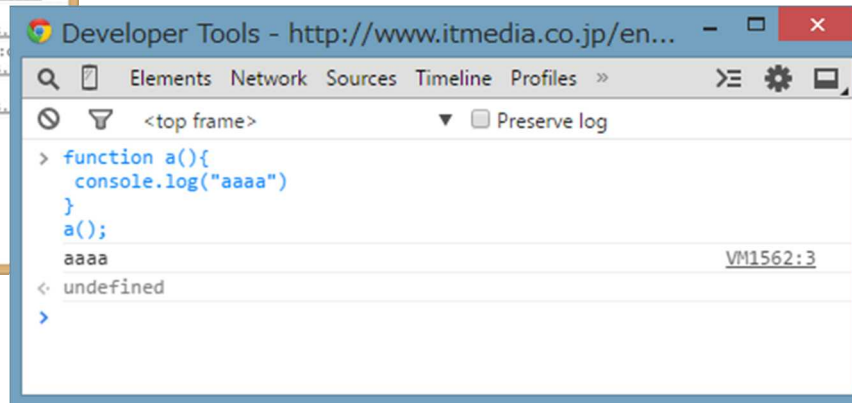 Developer Tools - http://www.itmedia.co.jp/en...
Elements Network Sources Timeline Profiles »
<top frame> ▼ Preserve log
> function a(){
console.log("aaaa")
}
a();
aaaa VM1562:3
<· undefined
>